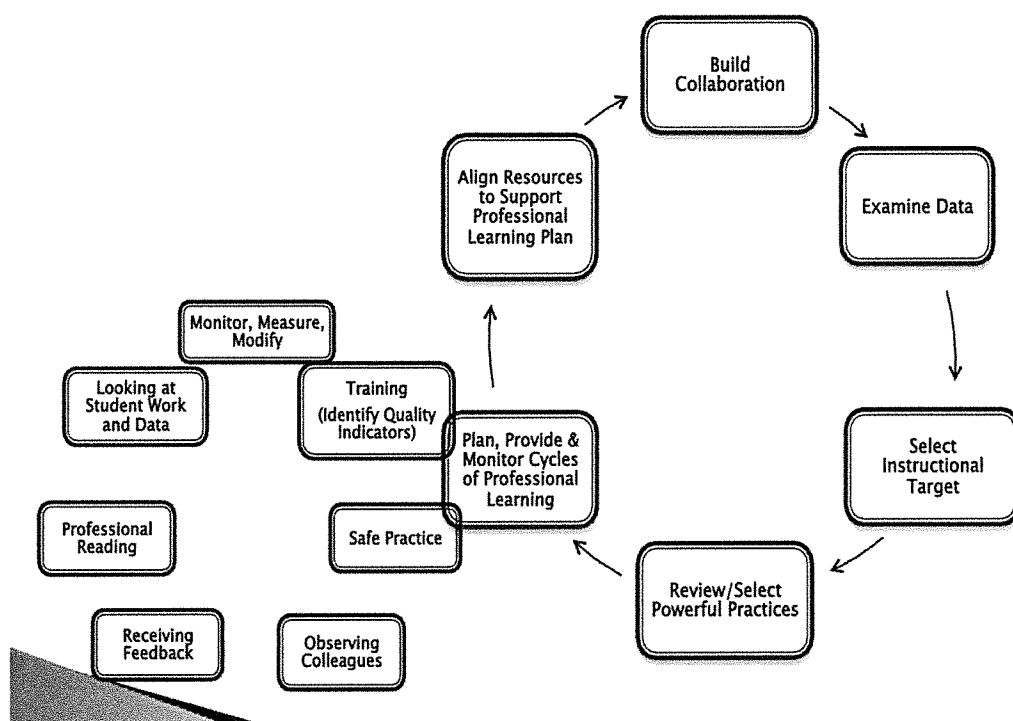 Build
Collaboration
Examine Data
Select
Instructional
Target
Review/Select
Powerful Practices
Plan, Provide &
Monitor Cycles
of Professional
Learning
Align Resources
to Support
Professional
Learning Plan
Monitor, Measure,
Modify
Training
(Identify Quality
Indicators)
Safe Practice
Observing
Colleagues
Receiving
Feedback
Professional
Reading
Looking at
Student Work
and Data